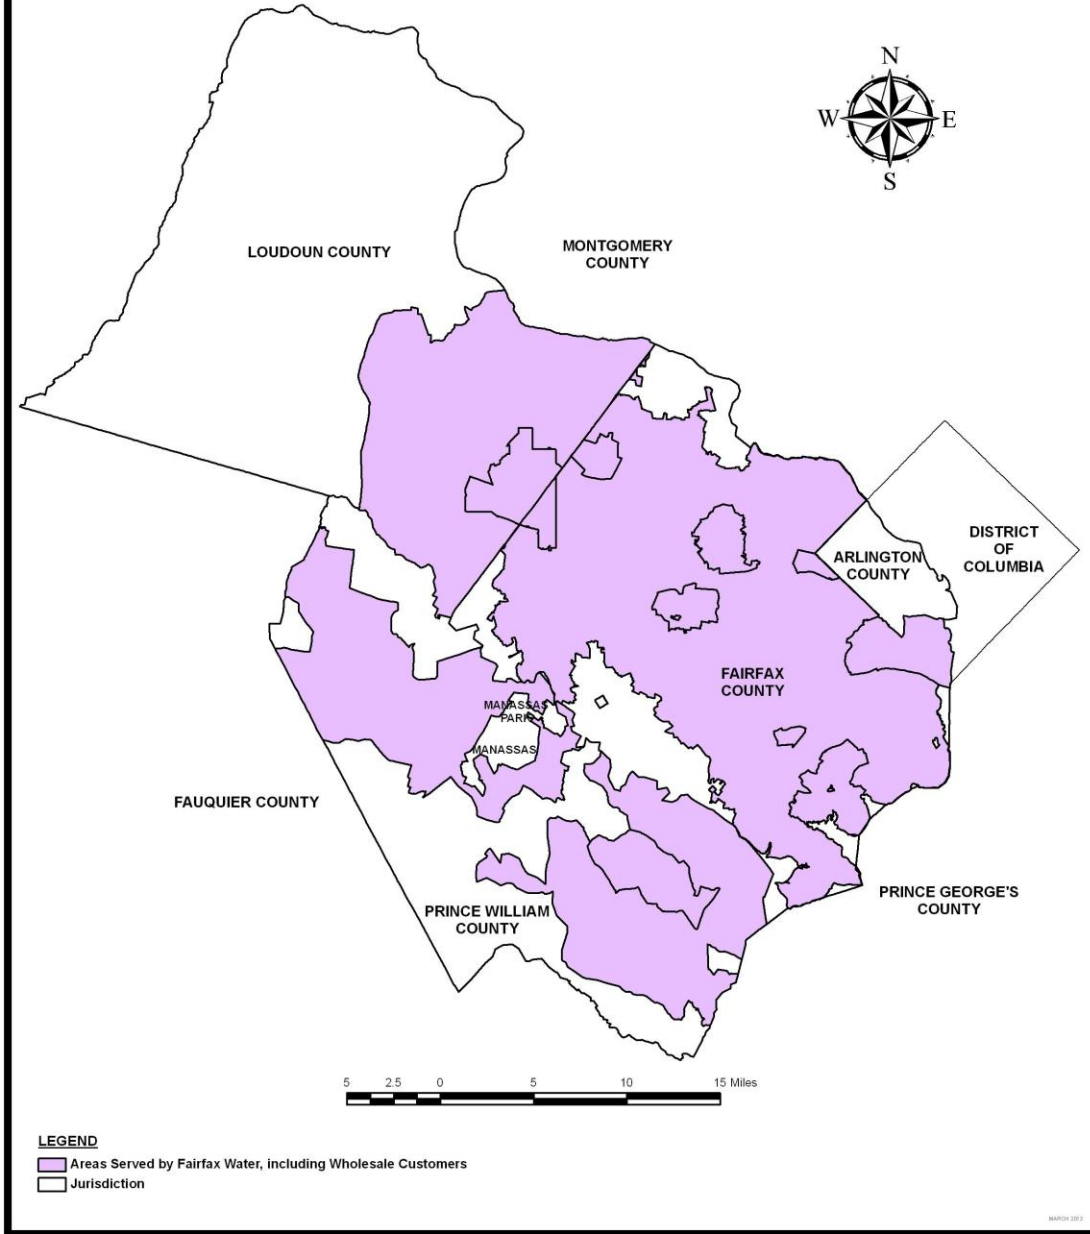 N
W
E
S
LOUDOUN COUNTY
MONTGOMERY
COUNTY
DISTRICT
OF
COLUMBIA
ARLINGTON
COUNTY
FAIRFAX
COUNTY
MANASSAS
PARK
MANASSAS
FAUQUIER COUNTY
PRINCE GEORGE'S
COUNTY
PRINCE WILLIAM
COUNTY
5 2.5 0 5 10 15 Miles
LEGEND
Areas Served by Fairfax Water, including Wholesale Customers
Jurisdiction